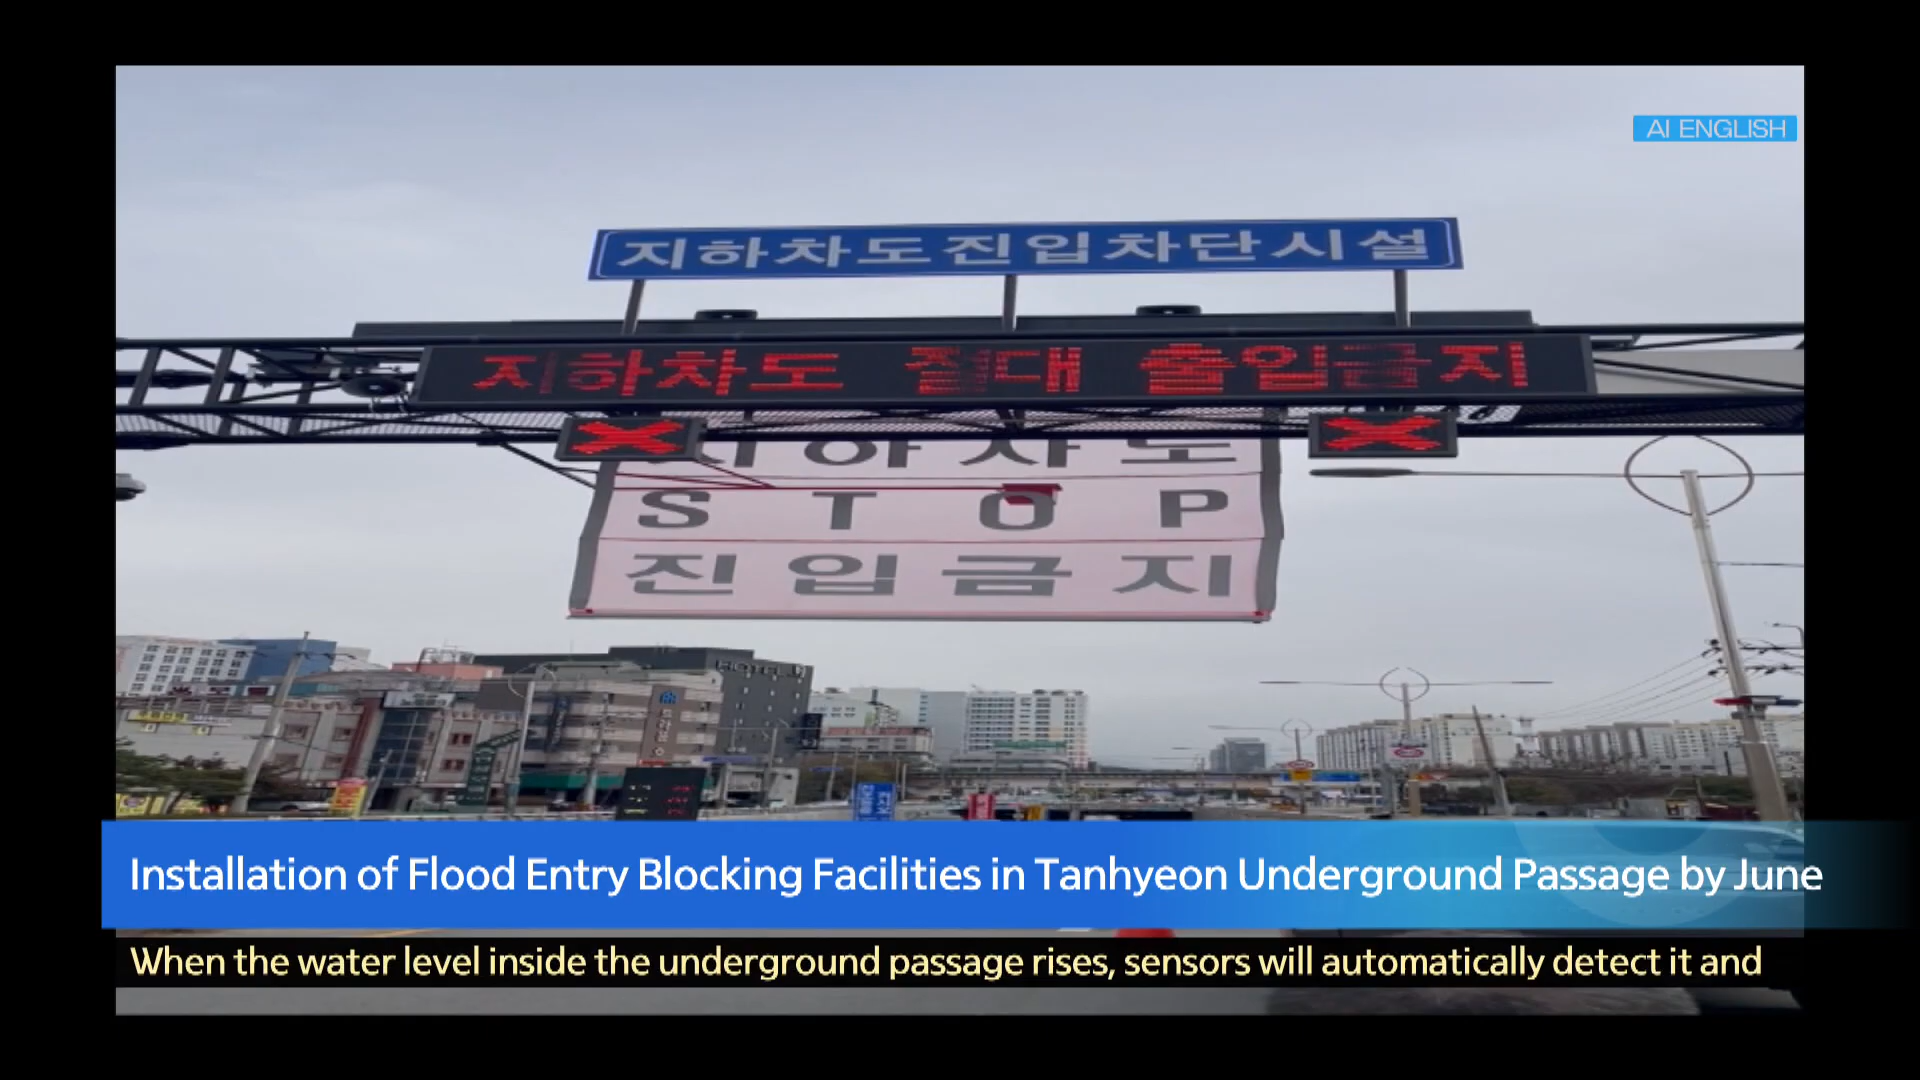 AI ENGLISH
지하차도진입차단시설
지하차도 절대 출입금지
지하차도
S T O P
진입금지
HOTEL
Installation of Flood Entry Blocking Facilities in Tanhyeon Underground Passage by June
When the water level inside the underground passage rises, sensors will automatically detect it and